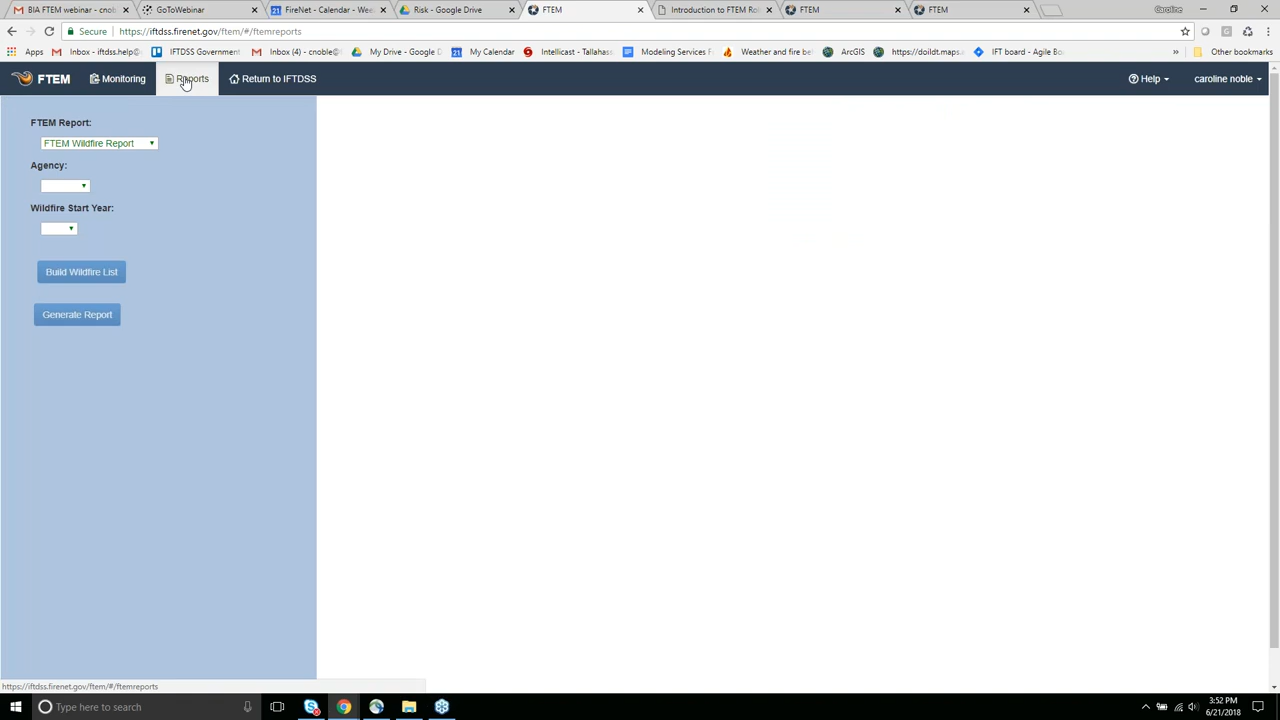 BIA FTEM webinar - cnob
GoToWebinar
FireNet - Calendar - Wee
Risk - Google Drive
FTEM
Introduction to FTEM Ro
FTEM
FTEM
Caroline
Secure
https://iftdss.firenet.gov/ftem/#/ftemreports
Apps
Inbox - iftdss.help@
IFTDSS Government
Inbox (4) - cnoble@
My Drive - Google D
My Calendar
Intellicast - Tallahass
Modeling Services F
Weather and fire be
ArcGIS
https://doildt.maps.a
IFT board - Agile Bo
Other bookmarks
FTEM
Monitoring
Reports
Return to IFTDSS
Help
caroline noble
FTEM Report:
FTEM Wildfire Report
Agency:
Wildfire Start Year:
Build Wildfire List
Generate Report
https://iftdss.firenet.gov/ftem/#/ftemreports
Type here to search
3:52 PM
6/21/2018